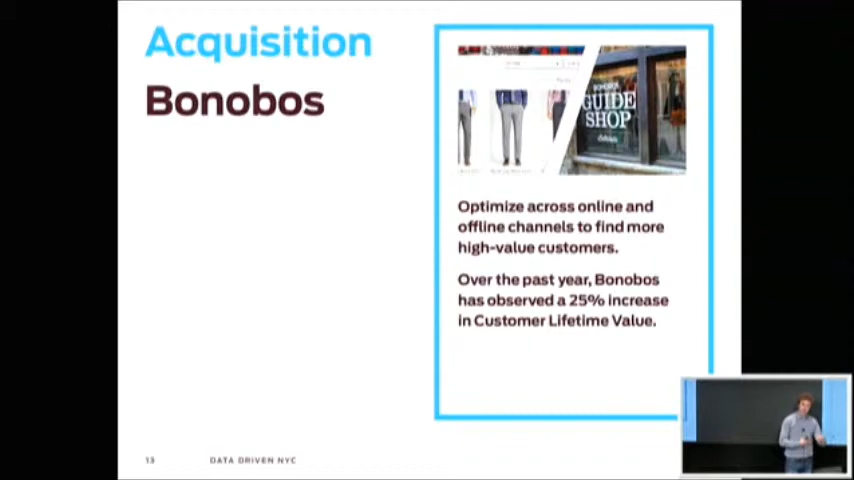 Acquisition
Bonobos
BONOBOS
GUIDE
SHOP
Optimize across online and
offline channels to find more
high-value customers.
Over the past year, Bonobos
has observed a 25% increase
in Customer Lifetime Value.
13
DATA DRIVEN NYC